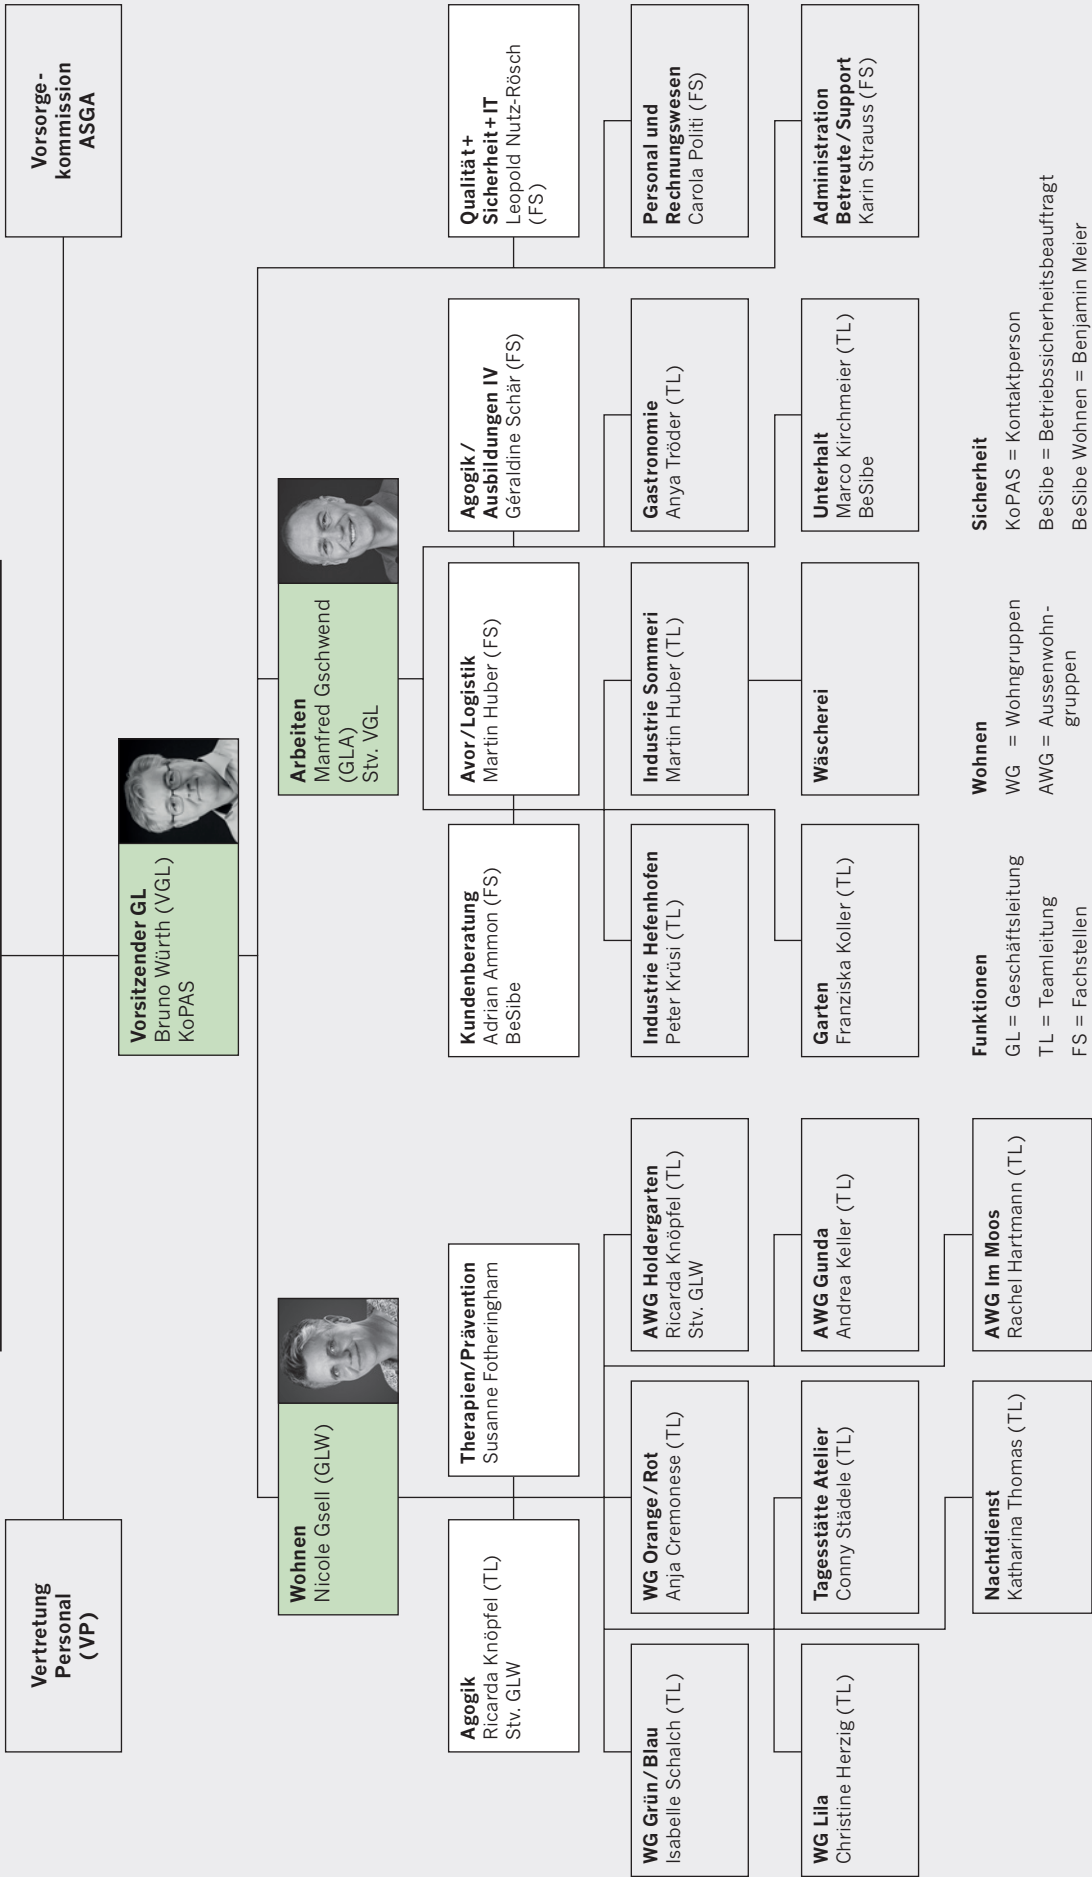 Vertretung
Personal
(VP)
Vorsorge-
kommission
ASGA
Vorsitzender GL
Bruno Würth (VGL)
KoPAS
Wohnen
Nicole Gsell (GLW)
Arbeiten
Manfred Gschwend
(GLA)
Stv. VGL
Agogik
Ricarda Knöpfel (TL)
Stv. GLW
Therapien/Prävention
Susanne Fotheringham
Kundenberatung
Adrian Ammon (FS)
BeSibe
Avor/Logistik
Martin Huber (FS)
Agogik/
Ausbildungen IV
Géraldine Schär (FS)
Qualität+
Sicherheit+IT
Leopold Nutz-Rösch
(FS)
WG Grün/Blau
Isabelle Schalch (TL)
WG Orange/Rot
Anja Cremonese (TL)
AWG Holdergarten
Ricarda Knöpfel (TL)
Stv. GLW
Industrie Hefenhofen
Peter Krüsi (TL)
Industrie Sommeri
Martin Huber (TL)
Gastronomie
Anya Tröder (TL)
Personal und
Rechnungswesen
Carola Politi (FS)
WG Lila
Christine Herzig (TL)
Tagesstätte Atelier
Conny Städele (TL)
AWG Gunda
Andrea Keller (TL)
Garten
Franziska Koller (TL)
Wäscherei
Unterhalt
Marco Kirchmeier (TL)
BeSibe
Administration
Betreute/Support
Karin Strauss (FS)
Nachtdienst
Katharina Thomas (TL)
AWG Im Moos
Rachel Hartmann (TL)
Funktionen
GL = Geschäftsleitung
TL = Teamleitung
FS = Fachstellen
Wohnen
WG = Wohngruppen
AWG = Aussenwohn-
gruppen
Sicherheit
KoPAS = Kontaktperson
BeSibe = Betriebssicherheitsbeauftragt
BeSibe Wohnen = Benjamin Meier